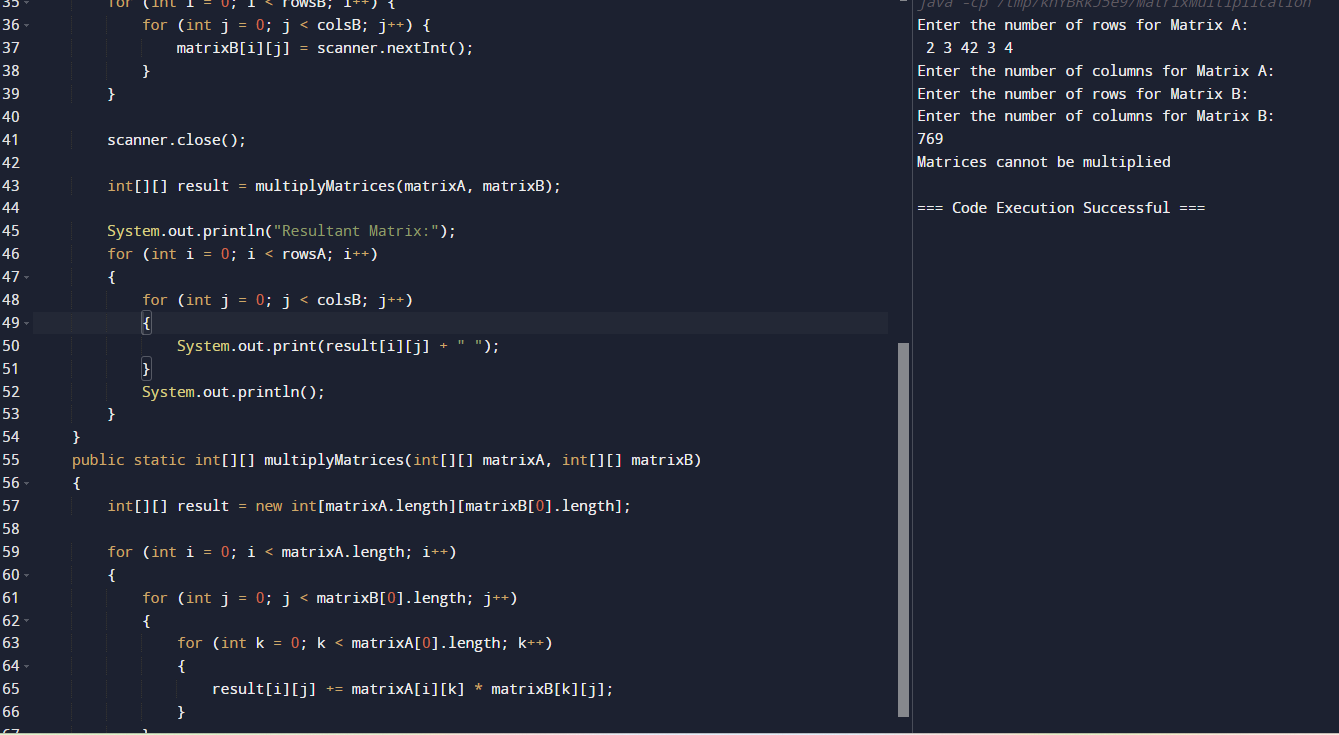 35 for (int i = 0; i < rowsB; i++) {
36 for (int j = 0; j < colsB; j++) {
37 matrixB[i][j] = scanner.nextInt();
38 }
39 }
40
41 scanner.close();
42
43 int[][] result = multiplyMatrices(matrixA, matrixB);
44
45 System.out.println("Resultant Matrix:");
46 for (int i = 0; i < rowsA; i++)
47 {
48 for (int j = 0; j < colsB; j++)
49 {
50 System.out.print(result[i][j] + " ");
51 }
52 System.out.println();
53 }
54 }
55 public static int[][] multiplyMatrices(int[][] matrixA, int[][] matrixB)
56 {
57 int[][] result = new int[matrixA.length][matrixB[0].length];
58
59 for (int i = 0; i < matrixA.length; i++)
60 {
61 for (int j = 0; j < matrixB[0].length; j++)
62 {
63 for (int k = 0; k < matrixA[0].length; k++)
64 {
65 result[i][j] += matrixA[i][k] * matrixB[k][j];
66 }
67 }
java -cp
Enter the number of rows for Matrix A:
2 3 42 3 4
Enter the number of columns for Matrix A:
Enter the number of rows for Matrix B:
Enter the number of columns for Matrix B:
769
Matrices cannot be multiplied
=== Code Execution Successful ===